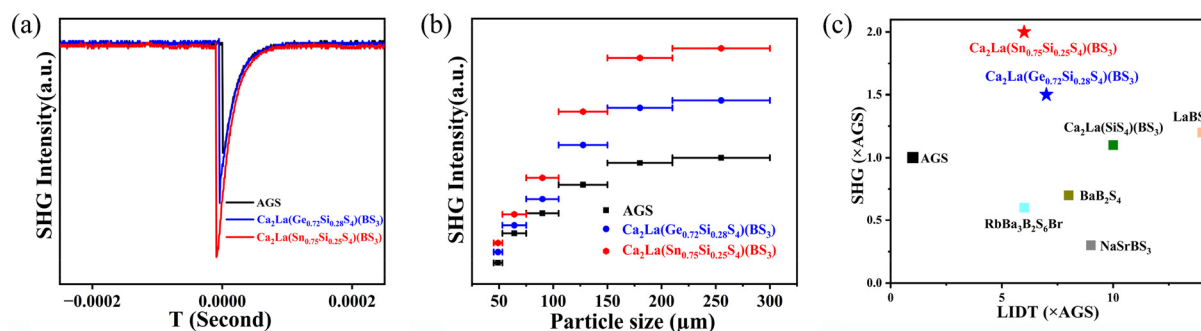 (a)
SHG Intensity(a.u.)
AGS
Ca₂La(Ge₀.₇₂Si₀.₂₈S₄)(BS₃)
Ca₂La(Sn₀.₇₅Si₀.₂₅S₄)(BS₃)
−0.0002 0.0000 0.0002
T (Second)
(b)
SHG Intensity(a.u.)
AGS
Ca₂La(Ge₀.₇₂Si₀.₂₈S₄)(BS₃)
Ca₂La(Sn₀.₇₅Si₀.₂₅S₄)(BS₃)
50 100 150 200 250 300
Particle size (μm)
(c)
SHG (×AGS)
2.0
1.5
1.0
0.5
0.0
Ca₂La(Sn₀.₇₅Si₀.₂₅S₄)(BS₃)
Ca₂La(Ge₀.₇₂Si₀.₂₈S₄)(BS₃)
Ca₂La(SiS₄)(BS₃)
LaBS
AGS
BaB₂S₄
RbBa₃B₂S₆Br
NaSrBS₃
5 10
LIDT (×AGS)